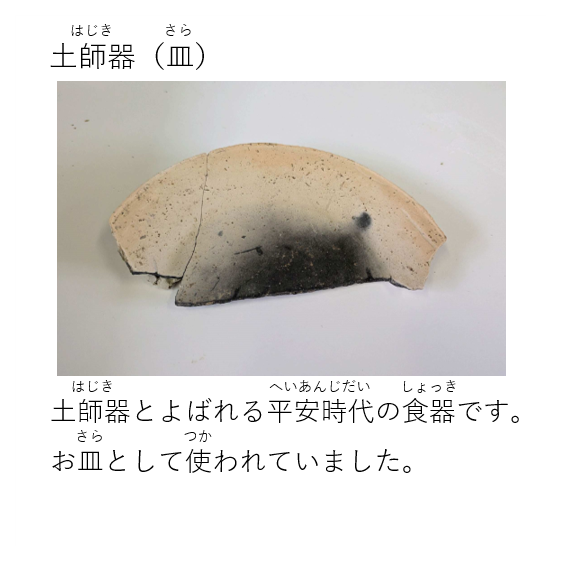 はじき さら
土師器（皿）
はじき へいあんじだい しょっき
土師器とよばれる平安時代の食器です。
さら つか
お皿として使われていました。